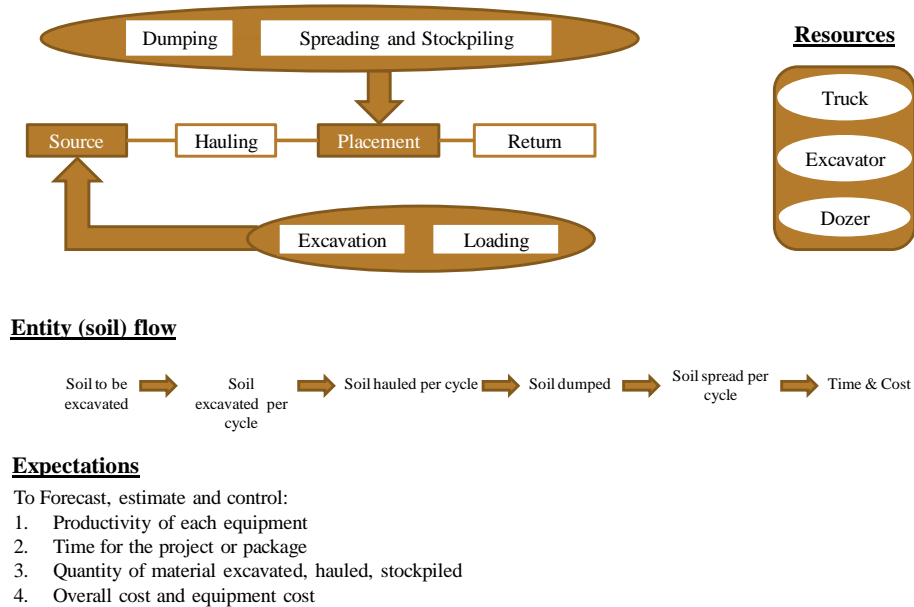 Dumping
Spreading and Stockpiling
Resources
Truck
Source
Hauling
Placement
Return
Excavator
Dozer
Excavation
Loading
Entity (soil) flow
Soil to be
excavated
Soil
excavated per
cycle
Soil hauled per cycle
Soil dumped
Soil spread per
cycle
Time & Cost
Expectations
To Forecast, estimate and control:
1. Productivity of each equipment
2. Time for the project or package
3. Quantity of material excavated, hauled, stockpiled
4. Overall cost and equipment cost